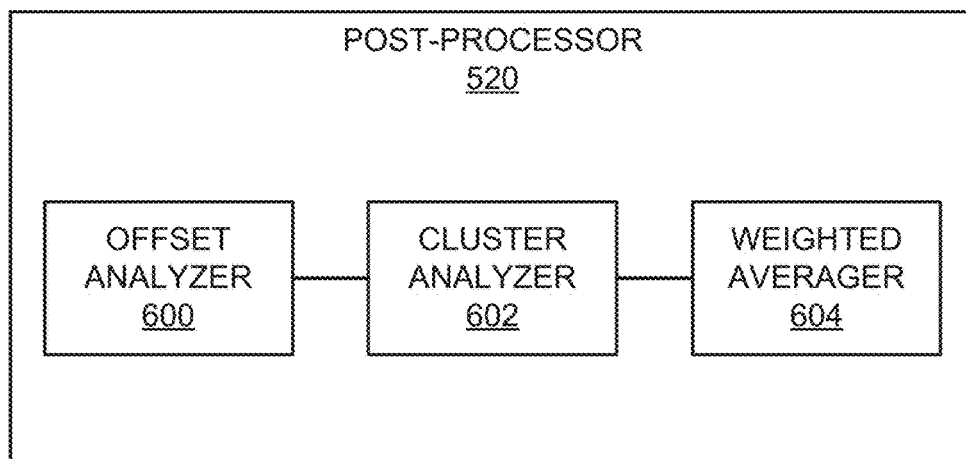 POST-PROCESSOR
520
OFFSET
ANALYZER
600
CLUSTER
ANALYZER
602
WEIGHTED
AVERAGER
604